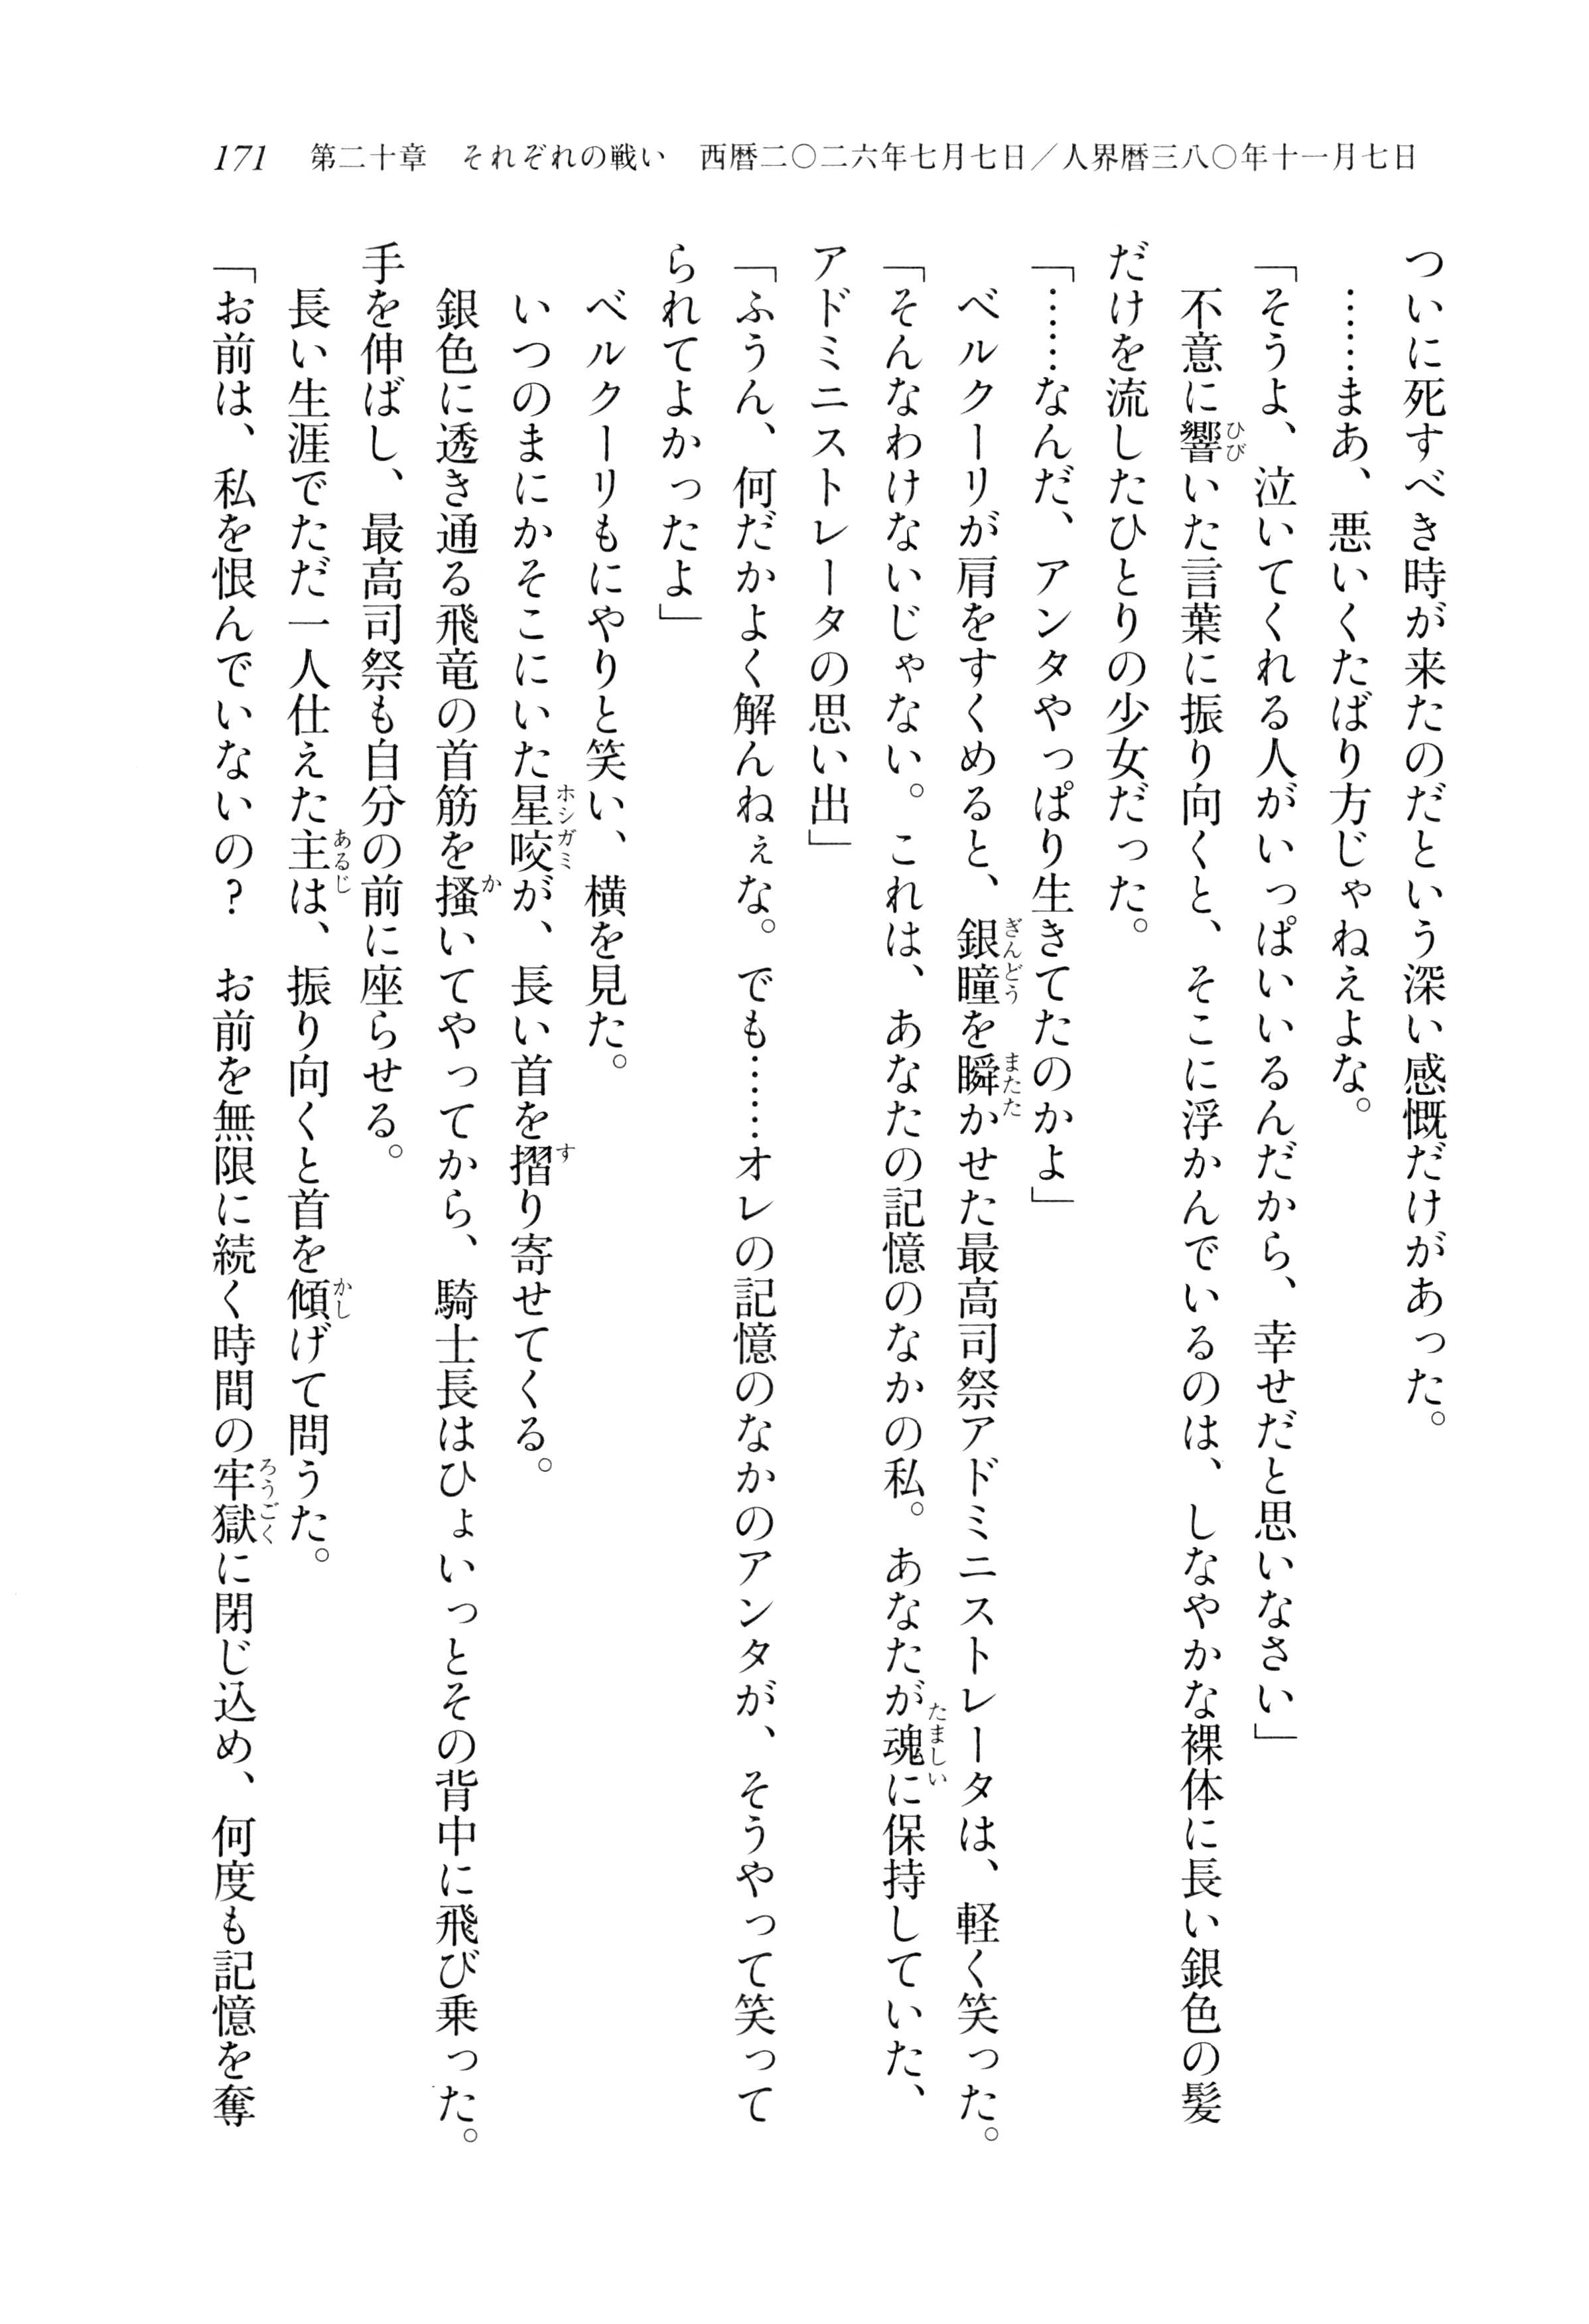 171　第二十章　それぞれの戦い　西暦二〇二六年七月七日／人界暦三八〇年十一月七日
ついに死すべき時が来たのだという深い感慨だけがあった。
　……まあ、悪いくたばり方じゃねえよな。
「そうよ、泣いてくれる人がいっぱいいるんだから、幸せだと思いなさい」
　不意に響いた言葉に振り向くと、そこに浮かんでいるのは、しなやかな裸体に長い銀色の髪
だけを流したひとりの少女だった。
「……なんだ、アンタやっぱり生きてたのかよ」
　ベルクーリが肩をすくめると、銀瞳を瞬かせた最高司祭アドミニストレータは、軽く笑った。
「そんなわけないじゃない。これは、あなたの記憶のなかの私。あなたが魂に保持していた、
アドミニストレータの思い出」
「ふうん、何だかよく解んねぇな。でも……オレの記憶のなかのアンタが、そうやって笑って
られてよかったよ」
　ベルクーリもにやりと笑い、横を見た。
　いつのまにかそこにいた星咬が、長い首を摺り寄せてくる。
　銀色に透き通る飛竜の首筋を掻いてやってから、騎士長はひょいっとその背中に飛び乗った。
手を伸ばし、最高司祭も自分の前に座らせる。
　長い生涯でただ一人仕えた主は、振り向くと首を傾げて問うた。
「お前は、私を恨んでいないの？　お前を無限に続く時間の牢獄に閉じ込め、何度も記憶を奪